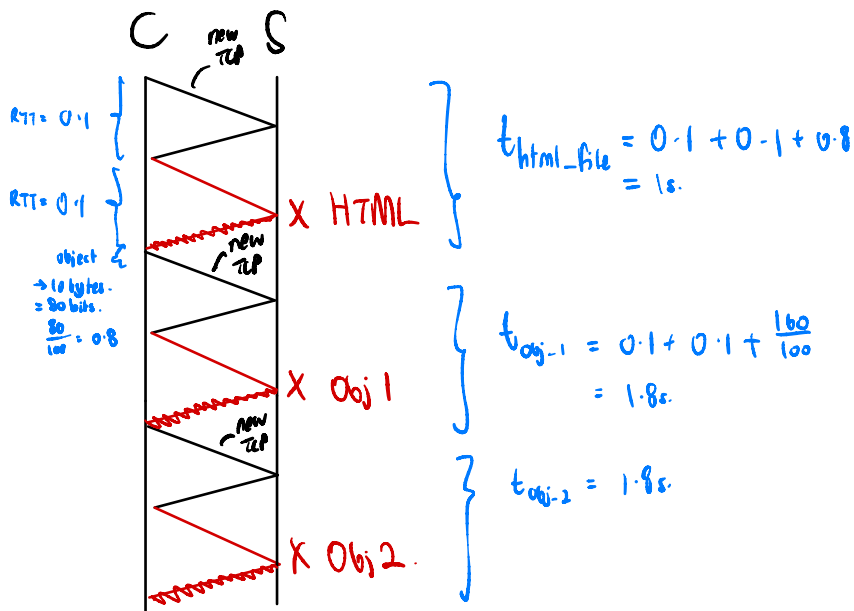 C S
new
TCP
RTT = 0.1
RTT = 0.1
X HTML
new
TCP
object
→ 10 bytes.
= 80 bits.
80
100
= 0.8
X Obj 1
new
TCP
X Obj 2.
t html_file = 0.1 + 0.1 + 0.8
= 1s.
t obj-1 = 0.1 + 0.1 + 160
100
= 1.8s.
t obj-2 = 1.8s.